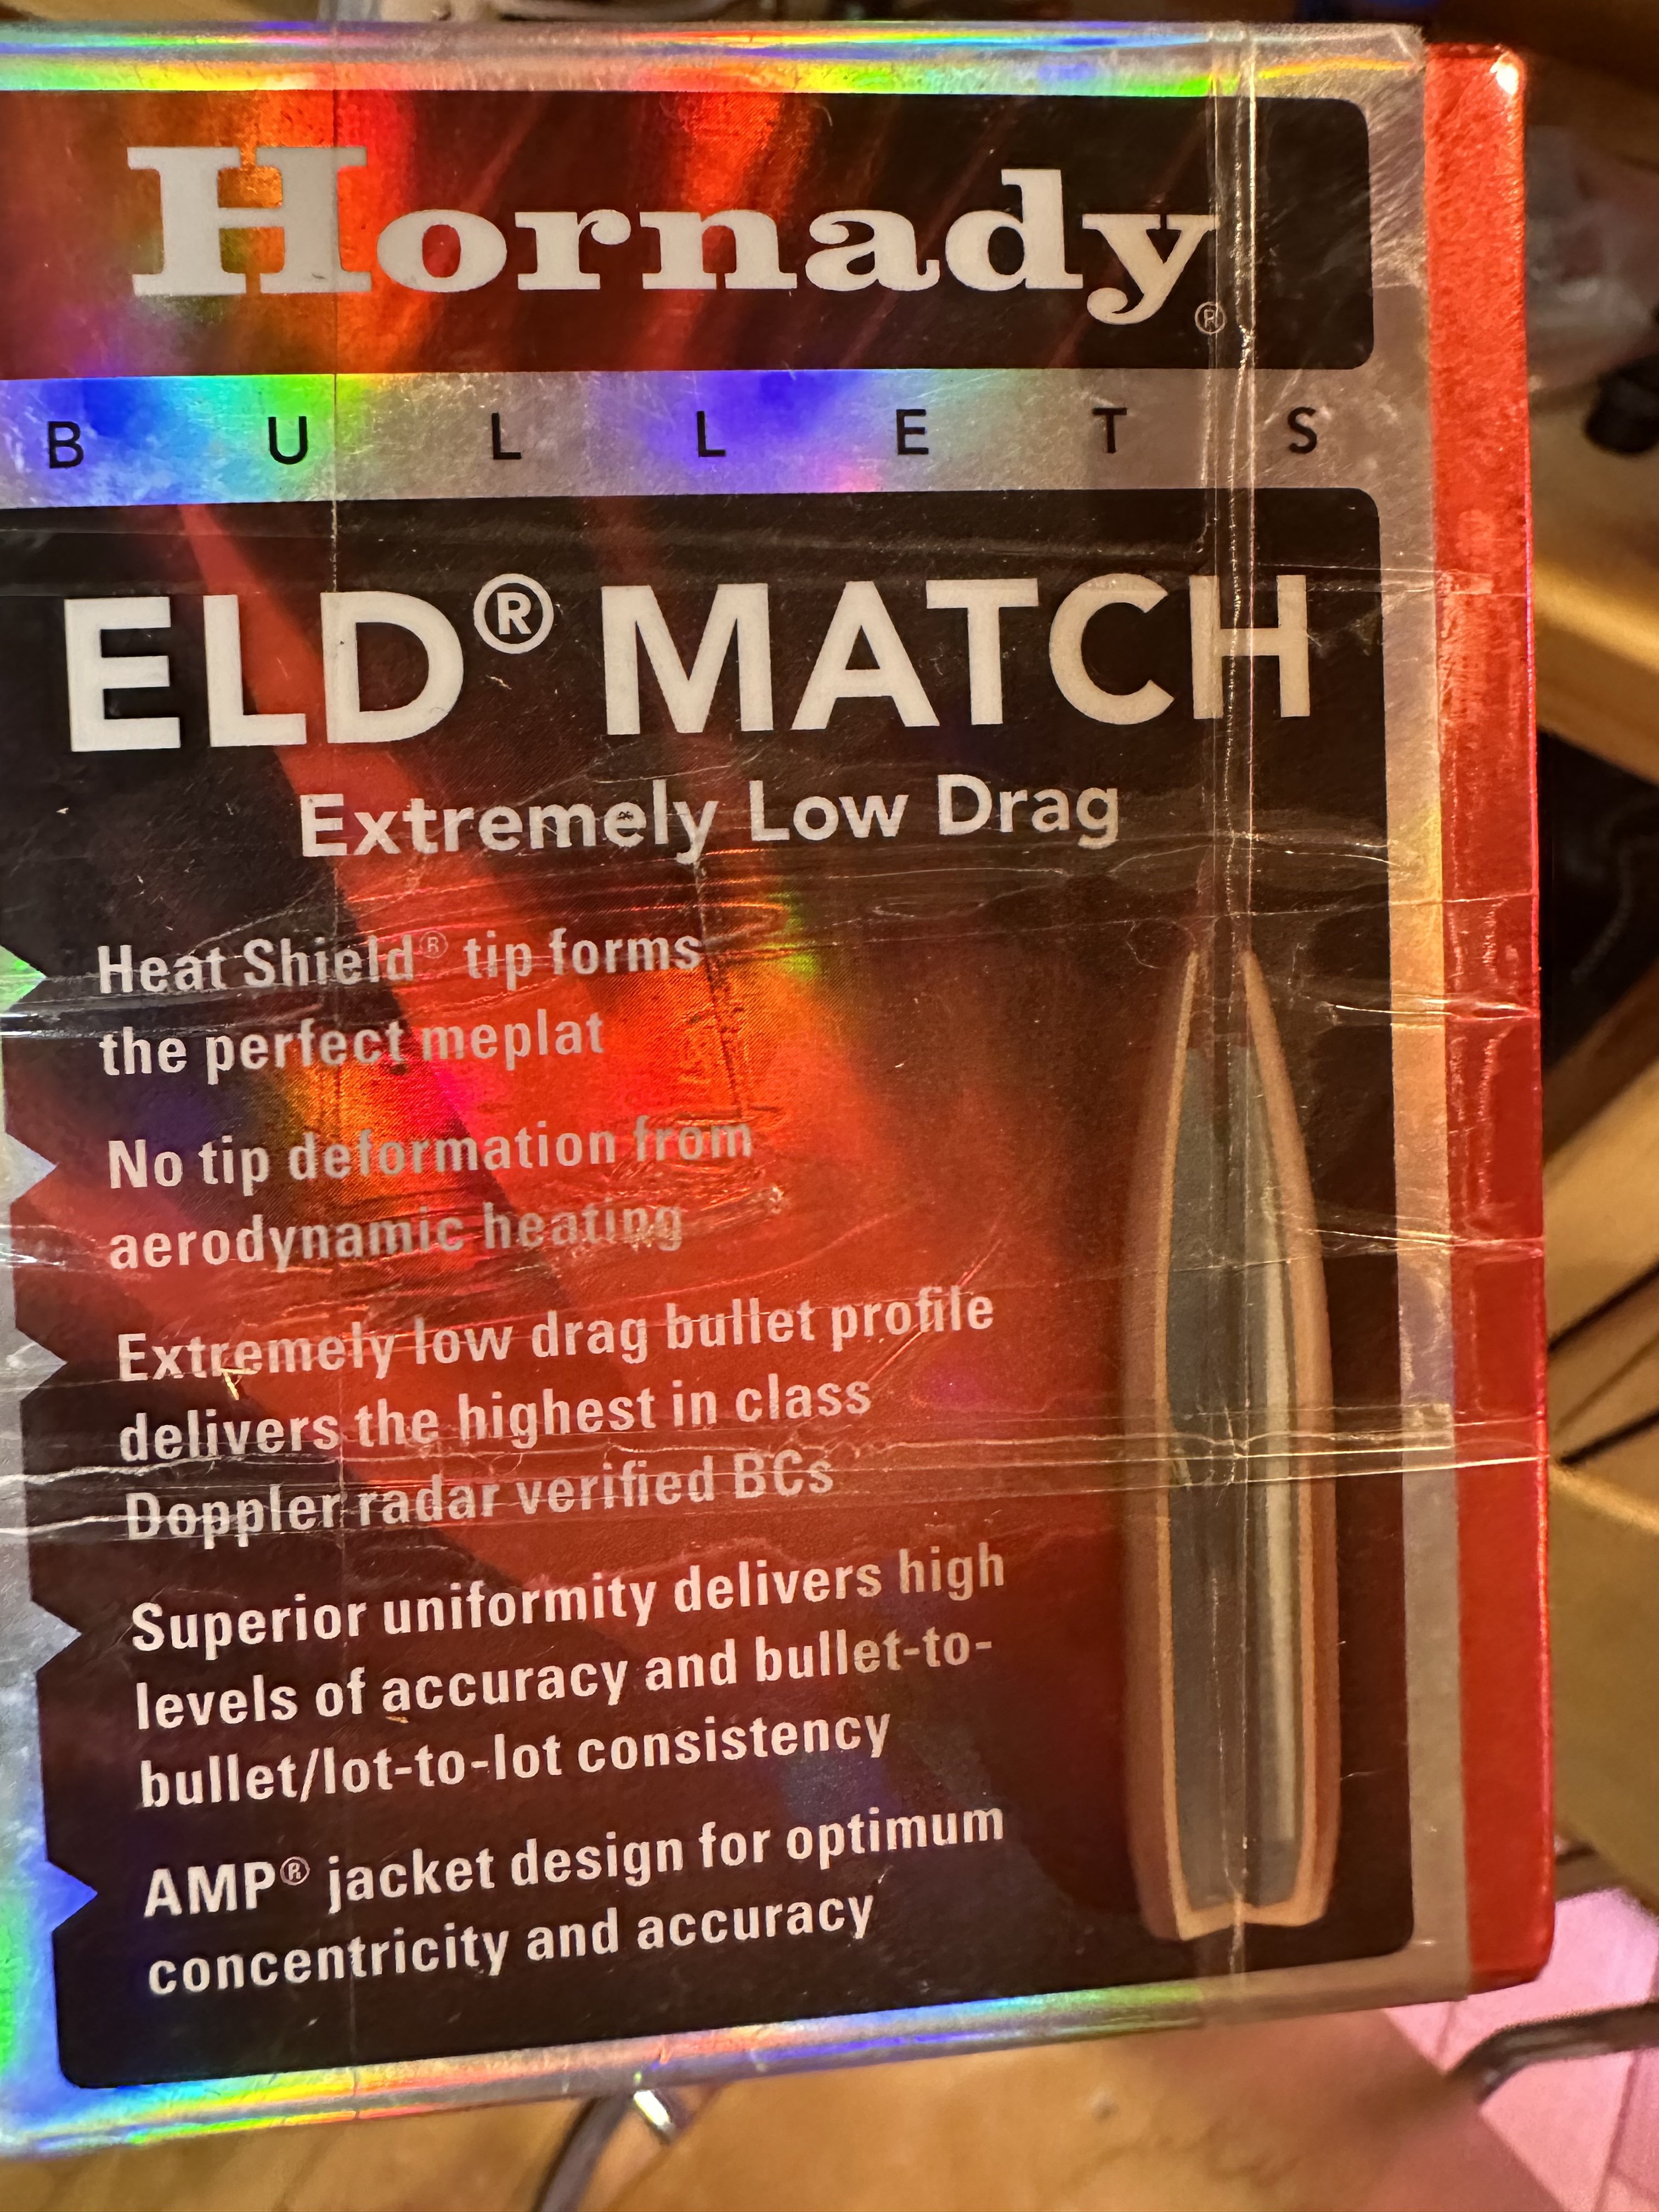 Hornady®
BULLETS
ELD® MATCH
Extremely Low Drag
Heat Shield® tip forms
the perfect meplat
No tip deformation from
aerodynamic heating
Extremely low drag bullet profile
delivers the highest in class
Doppler radar verified BCs
Superior uniformity delivers high
levels of accuracy and bullet-to-
bullet/lot-to-lot consistency
AMP® jacket design for optimum
concentricity and accuracy